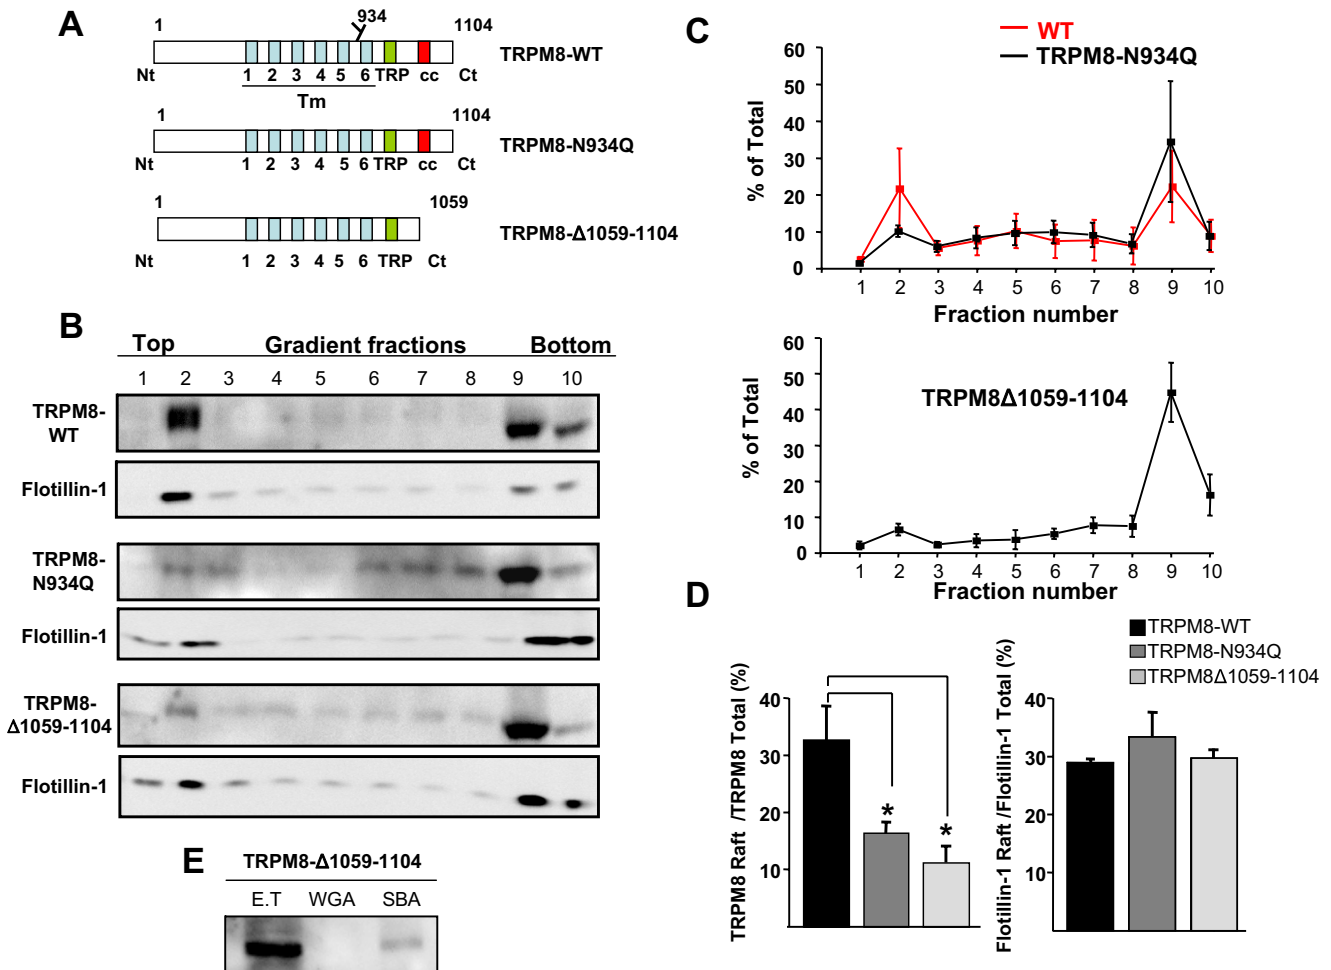 A
1 934 1104
TRPM8-WT
Nt 1 2 3 4 5 6 TRP cc Ct
Tm
1 1104
TRPM8-N934Q
Nt 1 2 3 4 5 6 TRP cc Ct
1 1059
TRPM8-Δ1059-1104
Nt 1 2 3 4 5 6 TRP Ct
B
Top Gradient fractions Bottom
1 2 3 4 5 6 7 8 9 10
TRPM8-
WT
Flotillin-1
TRPM8-
N934Q
Flotillin-1
TRPM8-
Δ1059-1104
Flotillin-1
C
WT
TRPM8-N934Q
% of Total
60
50
40
30
20
10
0
1 2 3 4 5 6 7 8 9 10
Fraction number
TRPM8Δ1059-1104
% of Total
60
50
40
30
20
10
0
1 2 3 4 5 6 7 8 9 10
Fraction number
D
TRPM8-WT
TRPM8-N934Q
TRPM8Δ1059-1104
TRPM8 Raft /TRPM8 Total (%)
40
30
20
10
*
*
Flotillin-1 Raft /Flotillin-1 Total (%)
40
30
20
10
E
TRPM8-Δ1059-1104
E.T WGA SBA